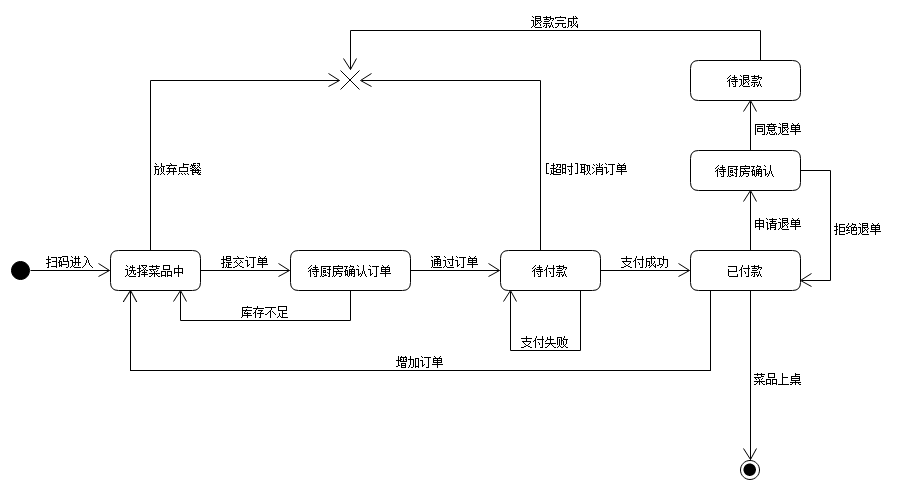 退款完成
待退款
同意退单
放弃点餐
[超时]取消订单
待厨房确认
申请退单
拒绝退单
扫码进入
选择菜品中
提交订单
待厨房确认订单
通过订单
待付款
支付成功
已付款
库存不足
支付失败
增加订单
菜品上桌